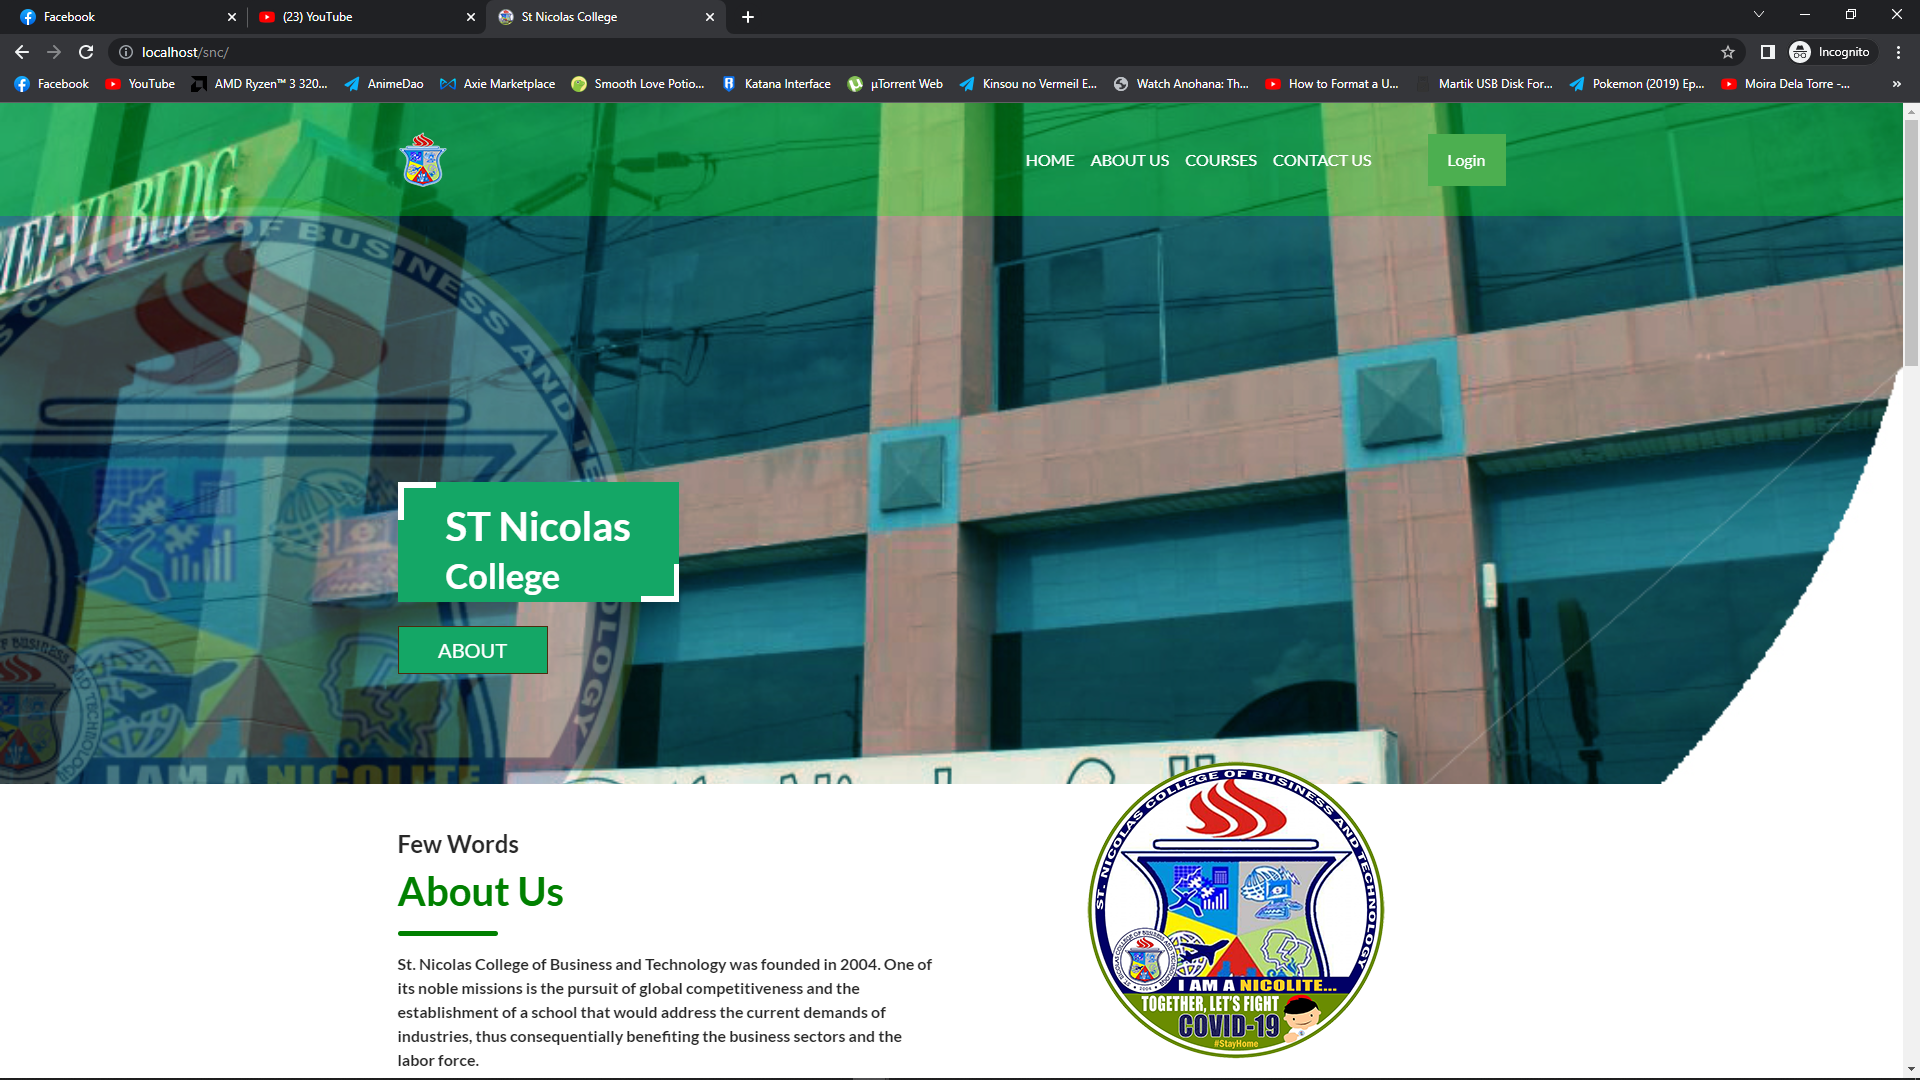 Facebook
(23) YouTube
St Nicolas College
localhost/snc/
Incognito
Facebook
YouTube
AMD Ryzen™ 3 320...
AnimeDao
Axie Marketplace
Smooth Love Potio...
Katana Interface
µTorrent Web
Kinsou no Vermeil E...
Watch Anohana: Th...
How to Format a U...
Martik USB Disk For...
Pokemon (2019) Ep...
Moira Dela Torre -...
»
HOME
ABOUT US
COURSES
CONTACT US
Login
MEL-VI BLDG
COLLEGE OF BUSINESS AND TECHNOLOGY
ST Nicolas
College
ABOUT
I AM A NICOLITE
Few Words
About Us
St. Nicolas College of Business and Technology was founded in 2004. One of
its noble missions is the pursuit of global competitiveness and the
establishment of a school that would address the current demands of
industries, thus consequentially benefiting the business sectors and the
labor force.
ST. NICOLAS COLLEGE OF BUSINESS AND TECHNOLOGY
I AM A NICOLITE...
TOGETHER, LET'S FIGHT
COVID-19
#StayHome